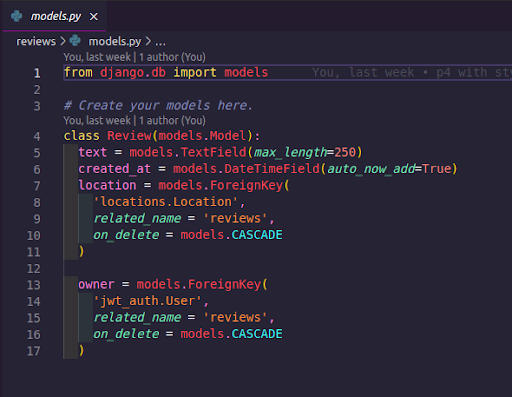 models.py ×
reviews > models.py > ...
You, last week | 1 author (You)
1 from django.db import models You, last week • p4 with
2
3 # Create your models here.
You, last week | 1 author (You)
4 class Review(models.Model):
5 text = models.TextField(max_length=250)
6 created_at = models.DateTimeField(auto_now_add=True)
7 location = models.ForeignKey(
8 'locations.Location',
9 related_name = 'reviews',
10 on_delete = models.CASCADE
11 )
12
13 owner = models.ForeignKey(
14 'jwt_auth.User',
15 related_name = 'reviews',
16 on_delete = models.CASCADE
17 )